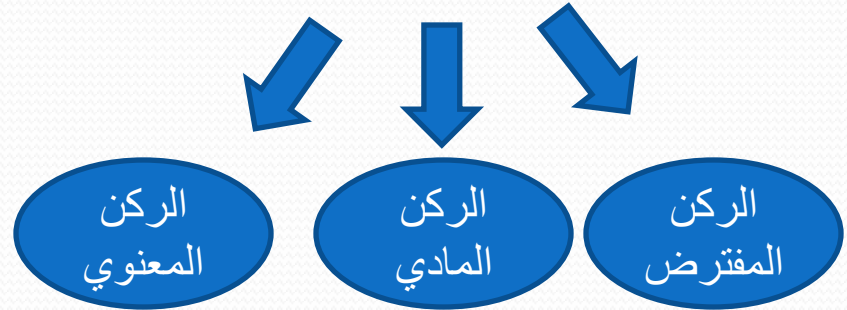 الركن
المفترض
الركن
المادي
الركن
المعنوي